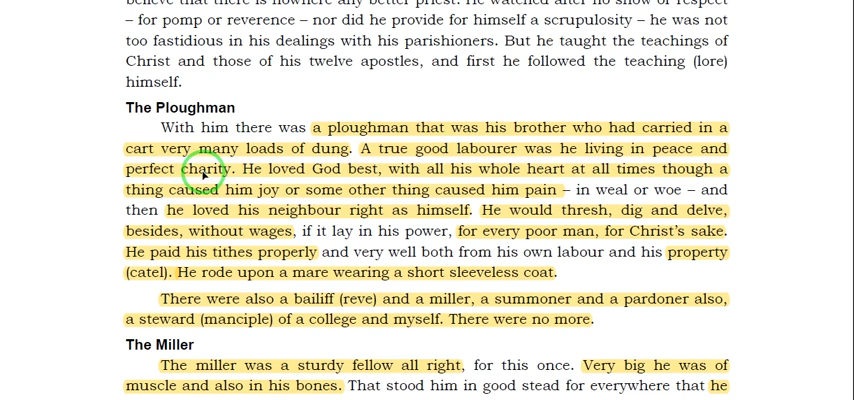 believe that there is nowhere any better priest. He watched after no show of respect
– for pomp or reverence – nor did he provide for himself a scrupulosity – he was not
too fastidious in his dealings with his parishioners. But he taught the teachings of
Christ and those of his twelve apostles, and first he followed the teaching (lore)
himself.
The Ploughman
With him there was a ploughman that was his brother who had carried in a
cart very many loads of dung. A true good labourer was he living in peace and
perfect charity. He loved God best, with all his whole heart at all times though a
thing caused him joy or some other thing caused him pain – in weal or woe – and
then he loved his neighbour right as himself. He would thresh, dig and delve,
besides, without wages, if it lay in his power, for every poor man, for Christ's sake.
He paid his tithes properly and very well both from his own labour and his property
(catel). He rode upon a mare wearing a short sleeveless coat.
There were also a bailiff (reve) and a miller, a summoner and a pardoner also,
a steward (manciple) of a college and myself. There were no more.
The Miller
The miller was a sturdy fellow all right, for this once. Very big he was of
muscle and also in his bones. That stood him in good stead for everywhere that he